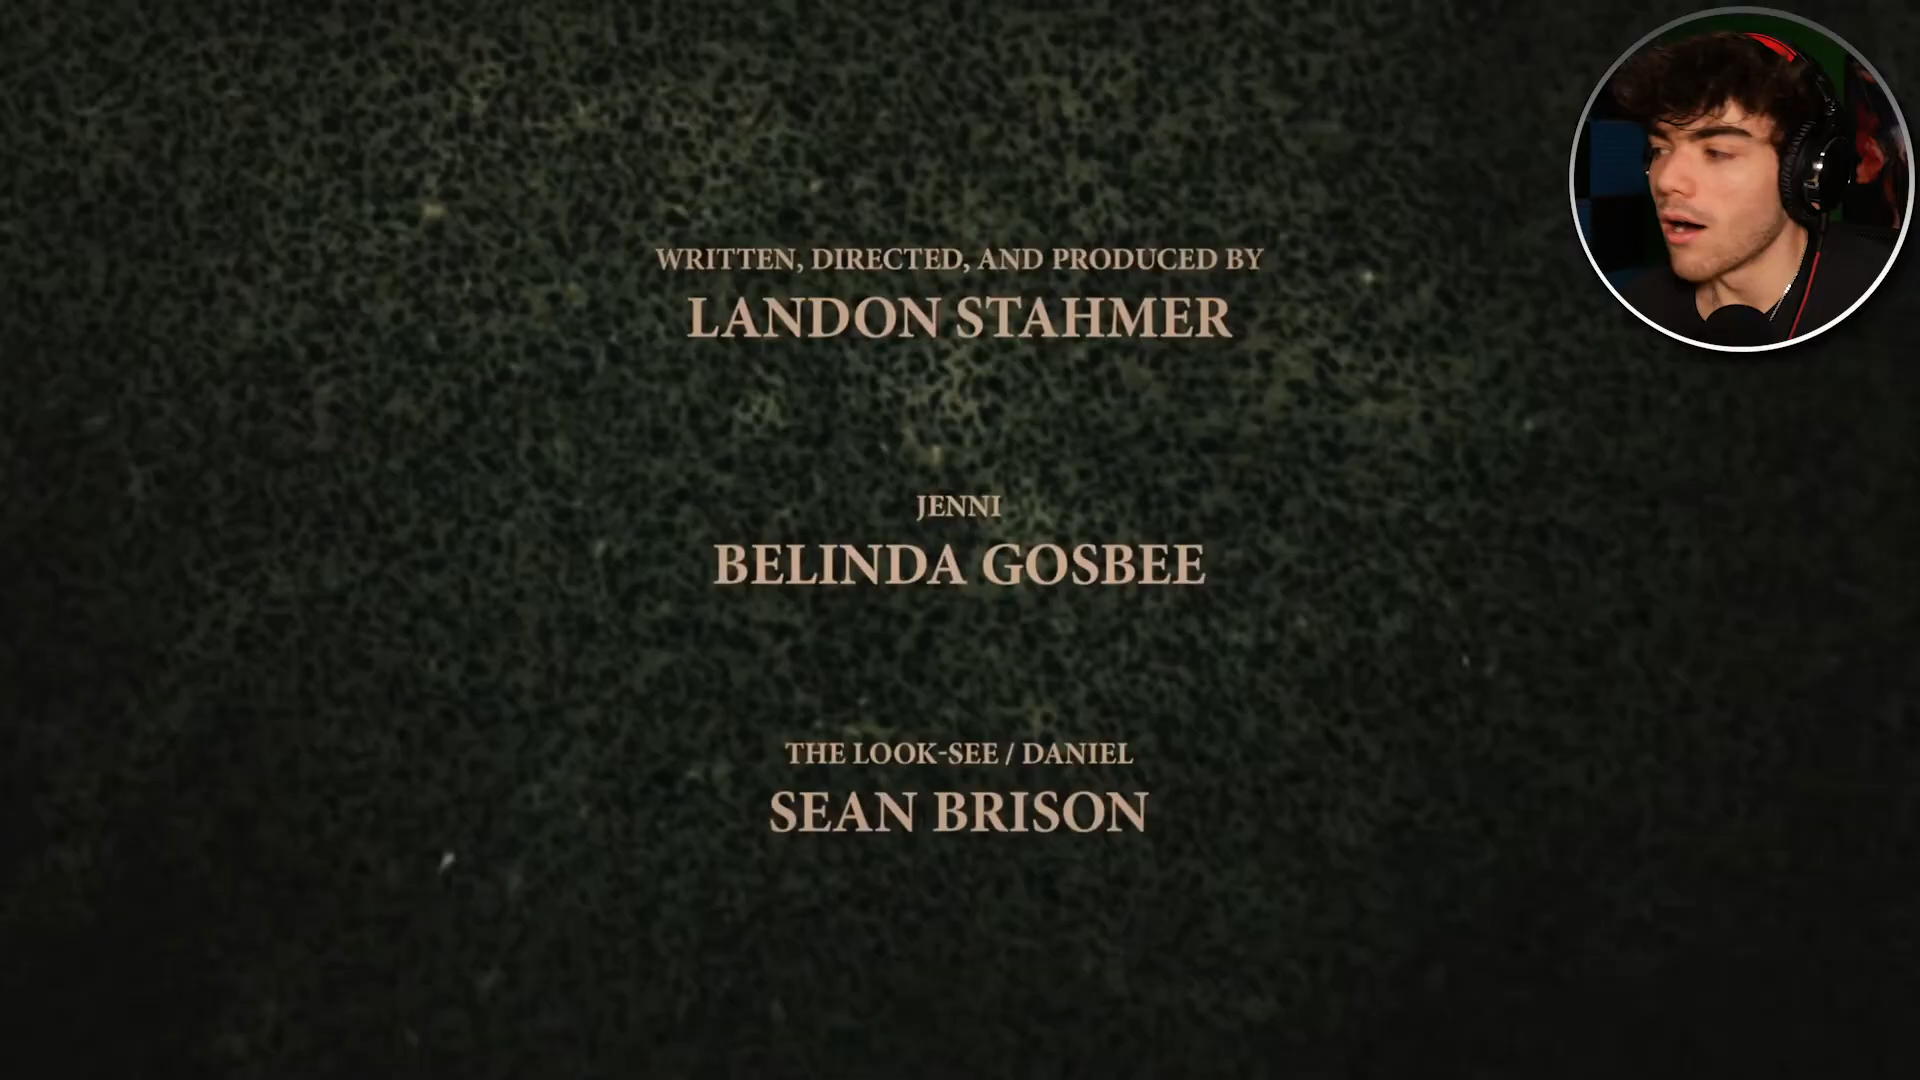 WRITTEN, DIRECTED, AND PRODUCED BY
LANDON STAHMER
JENNI
BELINDA GOSBEE
THE LOOK-SEE / DANIEL
SEAN BRISON